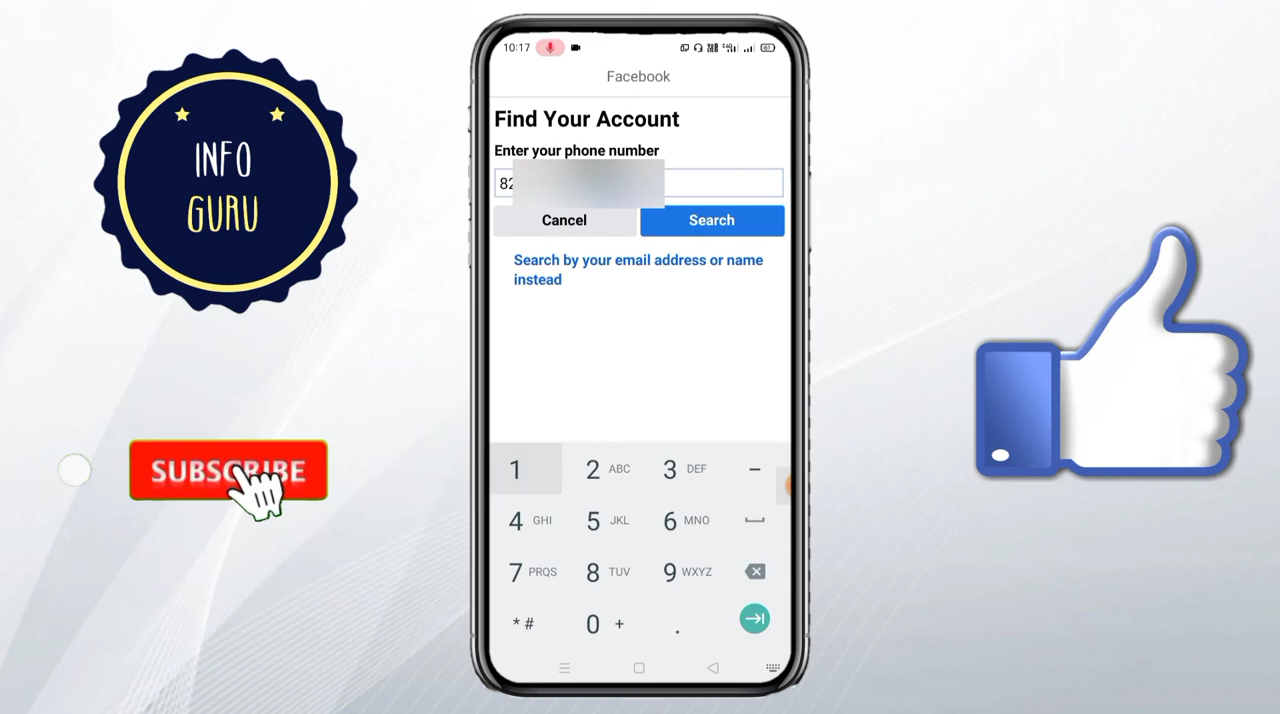 INFO
GURU
SUBSCRIBE
10:17
Facebook
Find Your Account
Enter your phone number
82
Cancel
Search
Search by your email address or name
instead
1
2 ABC
3 DEF
–
4 GHI
5 JKL
6 MNO
7 PRQS
8 TUV
9 WXYZ
* #
0 +
.